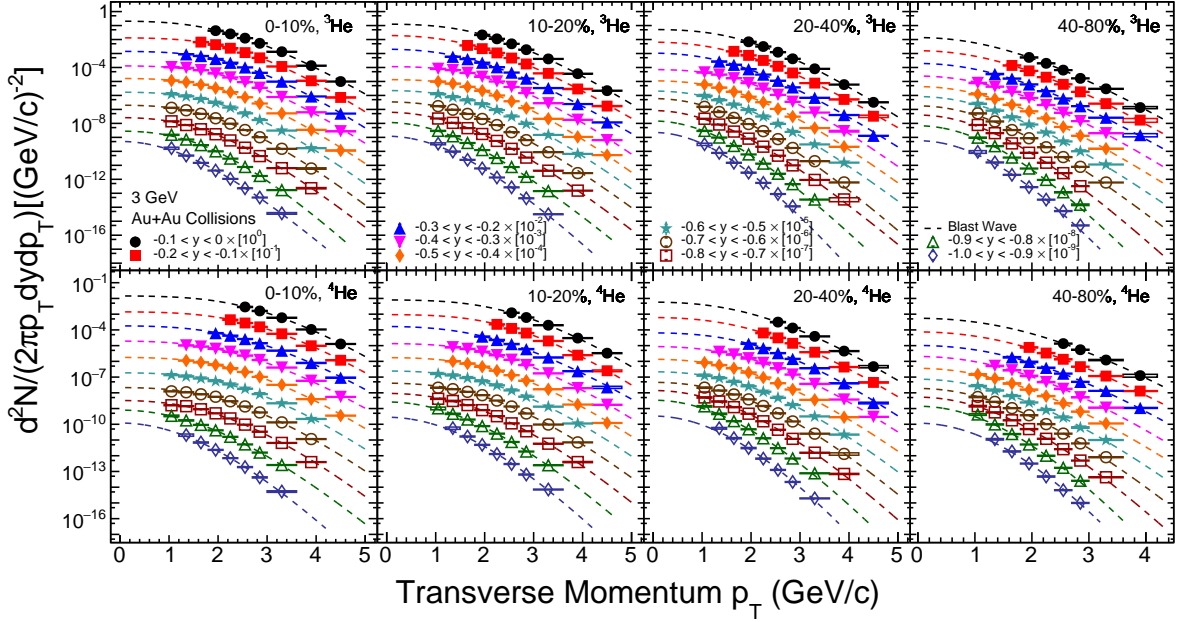 d²N/(2πp_T dydp_T)[(GeV/c)⁻²]
1
10⁻⁴
10⁻⁸
10⁻¹²
10⁻¹⁶
0-10%, ³He
10-20%, ³He
20-40%, ³He
40-80%, ³He
3 GeV
Au+Au Collisions
-0.1 < y < 0 × [10⁰]
-0.2 < y < -0.1 × [10⁻¹]
-0.3 < y < -0.2 × [10⁻²]
-0.4 < y < -0.3 × [10⁻³]
-0.5 < y < -0.4 × [10⁻⁴]
-0.6 < y < -0.5 × [10⁻⁵]
-0.7 < y < -0.6 × [10⁻⁶]
-0.8 < y < -0.7 × [10⁻⁷]
Blast Wave
-0.9 < y < -0.8 × [10⁻⁸]
-1.0 < y < -0.9 × [10⁻⁹]
10⁻¹
10⁻⁴
10⁻⁷
10⁻¹⁰
10⁻¹³
10⁻¹⁶
0-10%, ⁴He
10-20%, ⁴He
20-40%, ⁴He
40-80%, ⁴He
0 1 2 3 4 5 0 1 2 3 4 5 0 1 2 3 4 5 0 1 2 3 4
Transverse Momentum p_T (GeV/c)